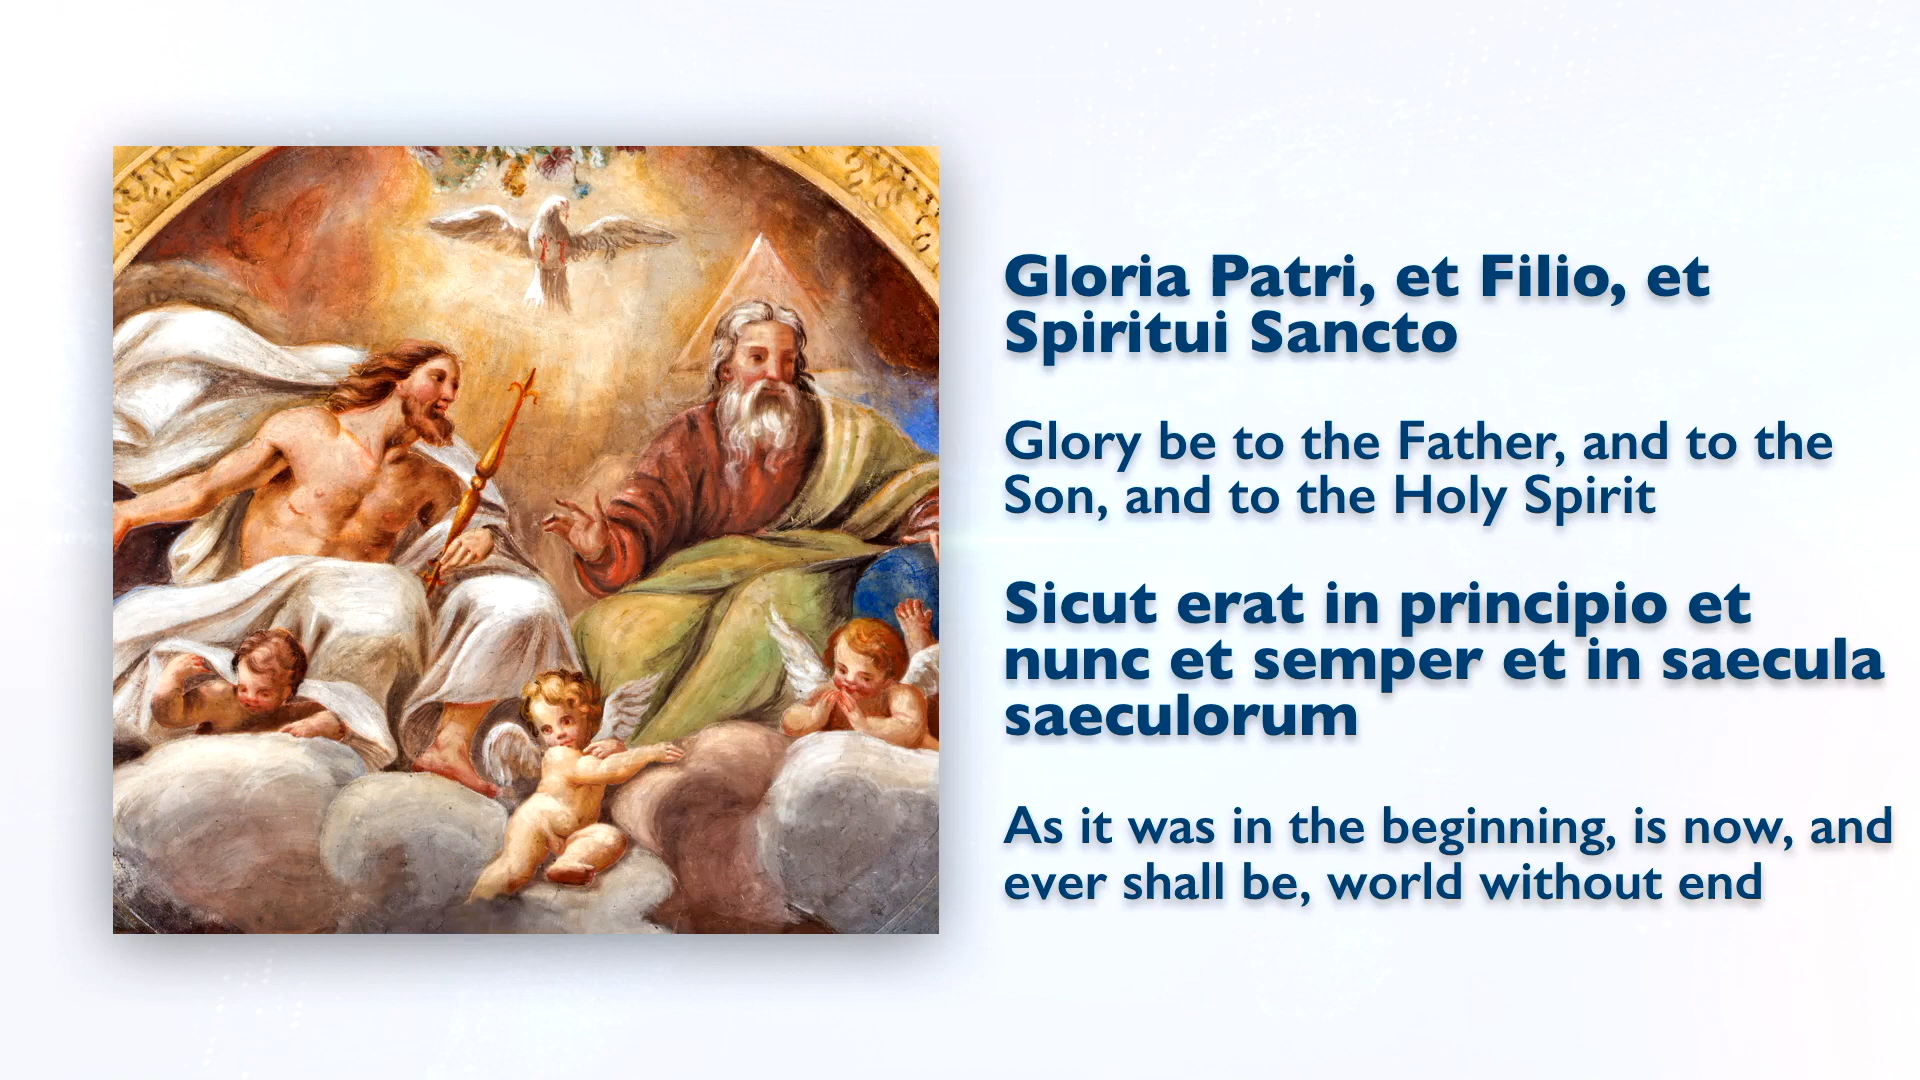 Gloria Patri, et Filio, et
Spiritui Sancto
Glory be to the Father, and to the
Son, and to the Holy Spirit
Sicut erat in principio et
nunc et semper et in saecula
saeculorum
As it was in the beginning, is now, and
ever shall be, world without end